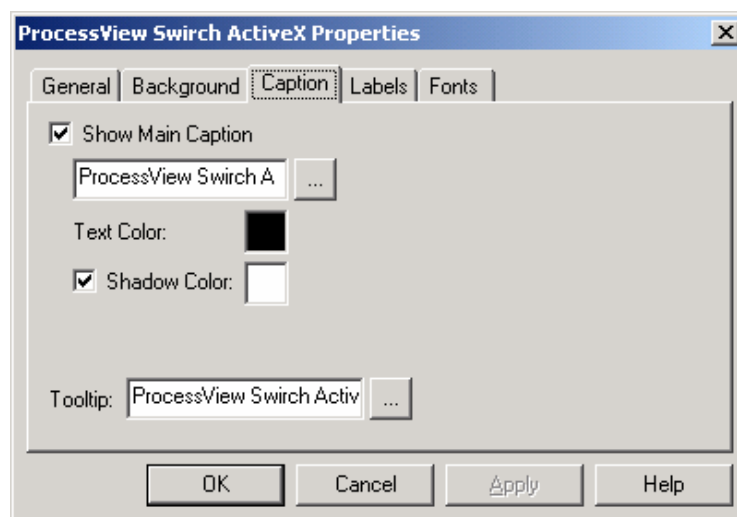 ProcessView Swirch ActiveX Properties
General Background Caption Labels Fonts
Show Main Caption
ProcessView Swirch A ...
Text Color:
Shadow Color:
Tooltip: ProcessView Swirch Activ ...
OK Cancel Apply Help